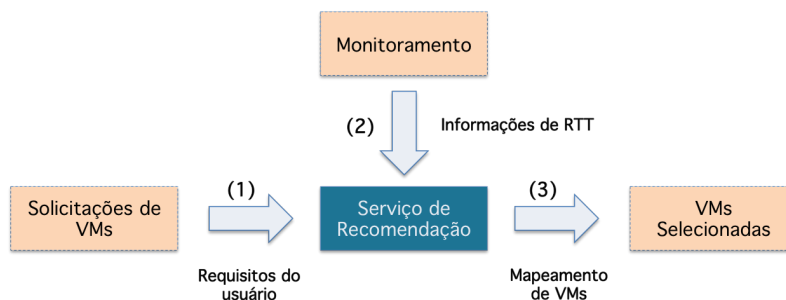 Monitoramento
(2)
Informações de RTT
Solicitações de
VMs
(1)
Requisitos do
usuário
Serviço de
Recomendação
(3)
Mapeamento
de VMs
VMs
Selecionadas